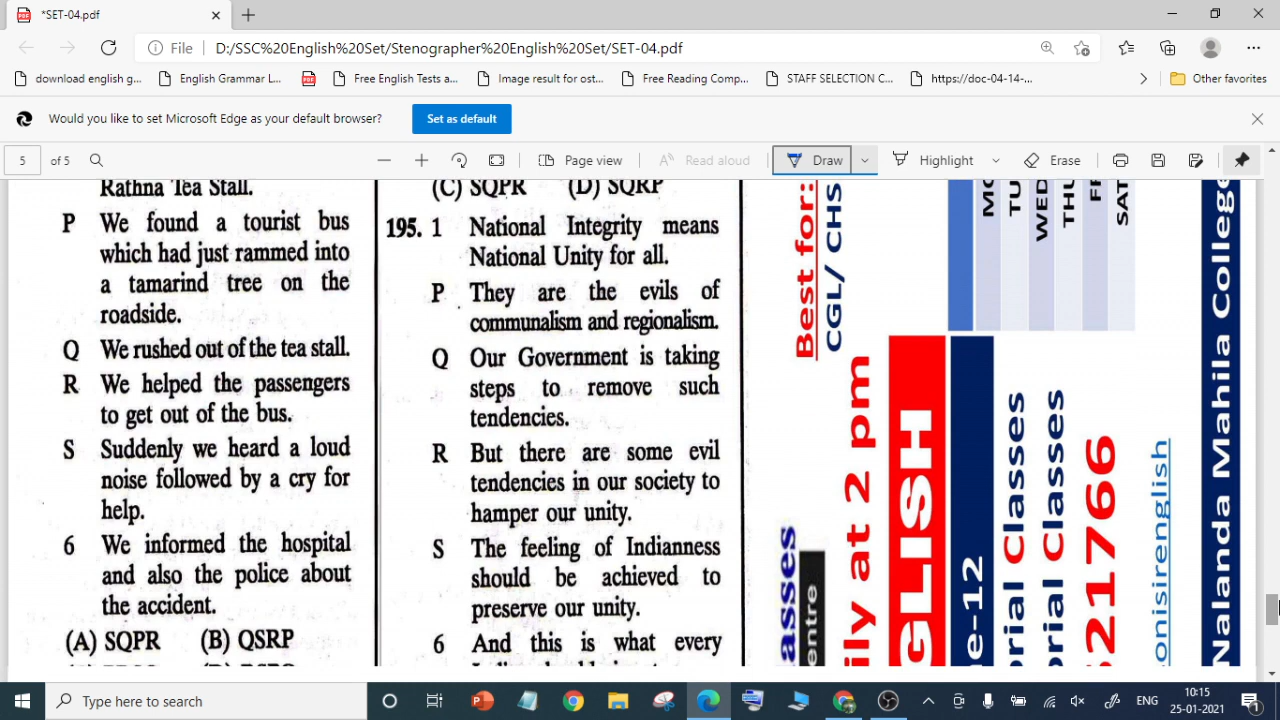 *SET-04.pdf
File
D:/SSC%20English%20Set/Stenographer%20English%20Set/SET-04.pdf
download english g...
English Grammar L...
Free English Tests a...
Image result for ost...
Free Reading Comp...
STAFF SELECTION C...
https://doc-04-14-...
Other favorites
Would you like to set Microsoft Edge as your default browser?
Set as default
5 of 5
Page view
Read aloud
Draw
Highlight
Erase
Rathna Tea Stall.
P We found a tourist bus
which had just rammed into
a tamarind tree on the
roadside.
Q We rushed out of the tea stall.
R We helped the passengers
to get out of the bus.
S Suddenly we heard a loud
noise followed by a cry for
help.
6 We informed the hospital
and also the police about
the accident.
(A) SQPR (B) QSRP
(C) SQPR (D) SQRP
195. 1 National Integrity means
National Unity for all.
P They are the evils of
communalism and regionalism.
Q Our Government is taking
steps to remove such
tendencies.
R But there are some evil
tendencies in our society to
hamper our unity.
S The feeling of Indianness
should be achieved to
preserve our unity.
6 And this is what every
asses
entre
Best for:
CGL/ CHS
ily at 2 pm
GLISH
e-12
rial Classes
orial Classes
821766
onisirenglish
Nalanda Mahila College
TU
WED
THU
SAT
Type here to search
ENG
10:15
25-01-2021
1